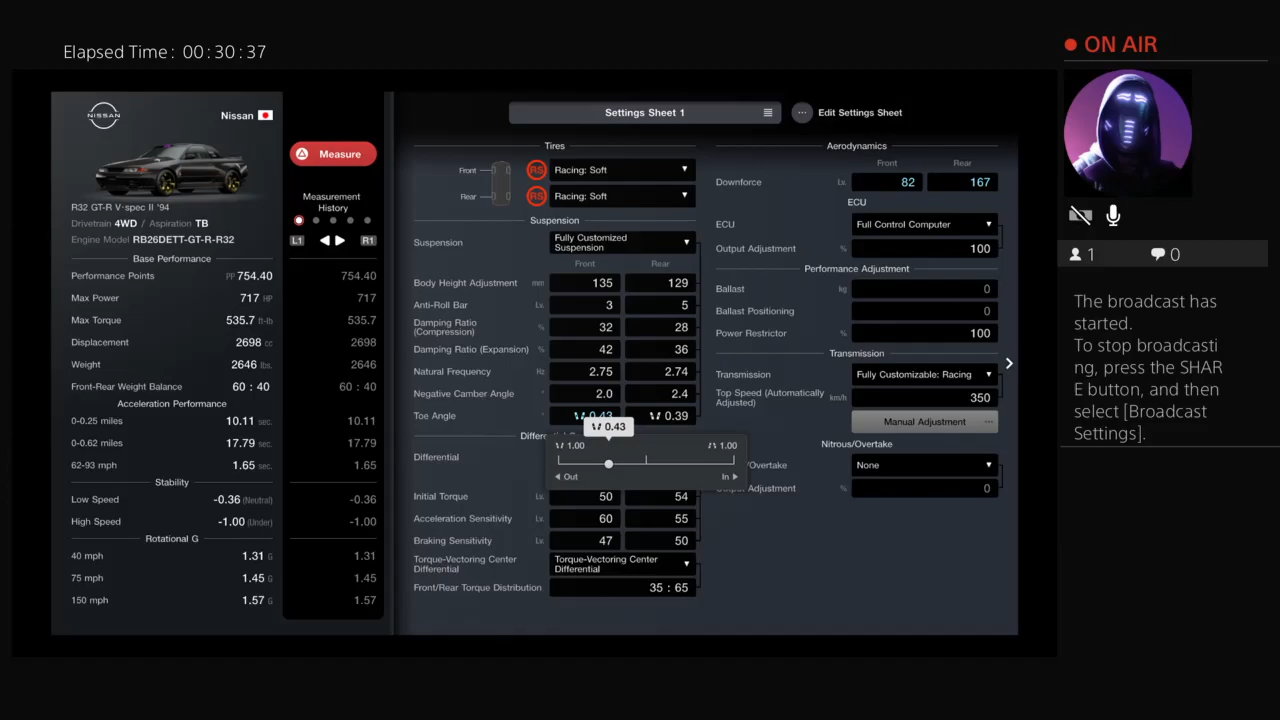 Elapsed Time: 00:30:37
ON AIR
NISSAN
Nissan
Settings Sheet 1
Edit Settings Sheet
Measure
Measurement History
L1 R1
R32 GT-R V·spec II '94
Drivetrain 4WD / Aspiration TB
Engine Model RB26DETT-GT-R-R32
Base Performance
Performance Points PP 754.40 754.40
Max Power 717 HP 717
Max Torque 535.7 ft-lb 535.7
Displacement 2698 cc 2698
Weight 2646 lbs. 2646
Front-Rear Weight Balance 60 : 40 60 : 40
Acceleration Performance
0-0.25 miles 10.11 sec. 10.11
0-0.62 miles 17.79 sec. 17.79
62-93 mph 1.65 sec. 1.65
Stability
Low Speed -0.36 (Neutral) -0.36
High Speed -1.00 (Under) -1.00
Rotational G
40 mph 1.31 G 1.31
75 mph 1.45 G 1.45
150 mph 1.57 G 1.57
Tires
Front RS Racing: Soft
Rear RS Racing: Soft
Suspension
Suspension Fully Customized Suspension
Front Rear
Body Height Adjustment mm 135 129
Anti-Roll Bar Lv. 3 5
Damping Ratio (Compression) % 32 28
Damping Ratio (Expansion) % 42 36
Natural Frequency Hz 2.75 2.74
Negative Camber Angle ° 2.0 2.4
Toe Angle ° 0.43 0.39
0.43
1.00 1.00
Out In
Differential
Initial Torque Lv. 50 54
Acceleration Sensitivity Lv. 60 55
Braking Sensitivity Lv. 47 50
Torque-Vectoring Center Differential Torque-Vectoring Center Differential
Front/Rear Torque Distribution 35 : 65
Aerodynamics
Front Rear
Downforce Lv. 82 167
ECU
ECU Full Control Computer
Output Adjustment % 100
Performance Adjustment
Ballast kg 0
Ballast Positioning 0
Power Restrictor % 100
Transmission
Transmission Fully Customizable: Racing
Top Speed (Automatically Adjusted) km/h 350
Manual Adjustment
Nitrous/Overtake
/Overtake None
Adjustment % 0
1 0
The broadcast has
started.
To stop broadcasti
ng, press the SHAR
E button, and then
select [Broadcast
Settings].